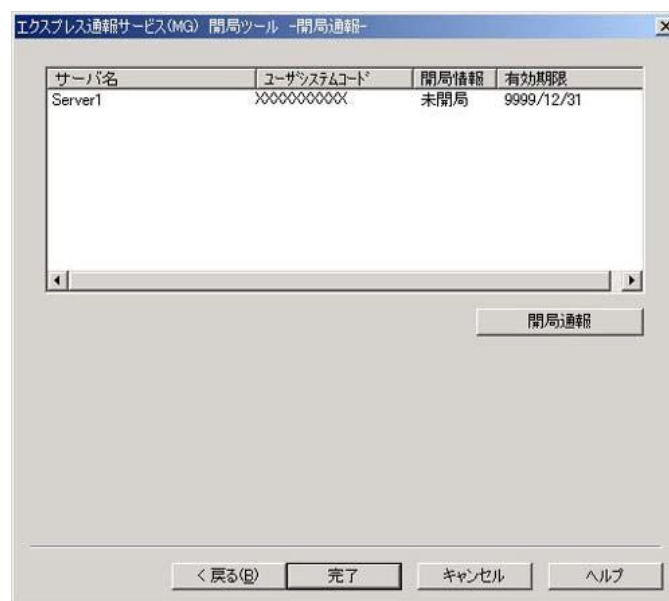 エクスプレス通報サービス(MG) 開局ツール -開局通報-
サーバ名 ユーザシステムコード 開局情報 有効期限
Server1 XXXXXXXXXX 未開局 9999/12/31
開局通報
< 戻る(B) 完了 キャンセル ヘルプ